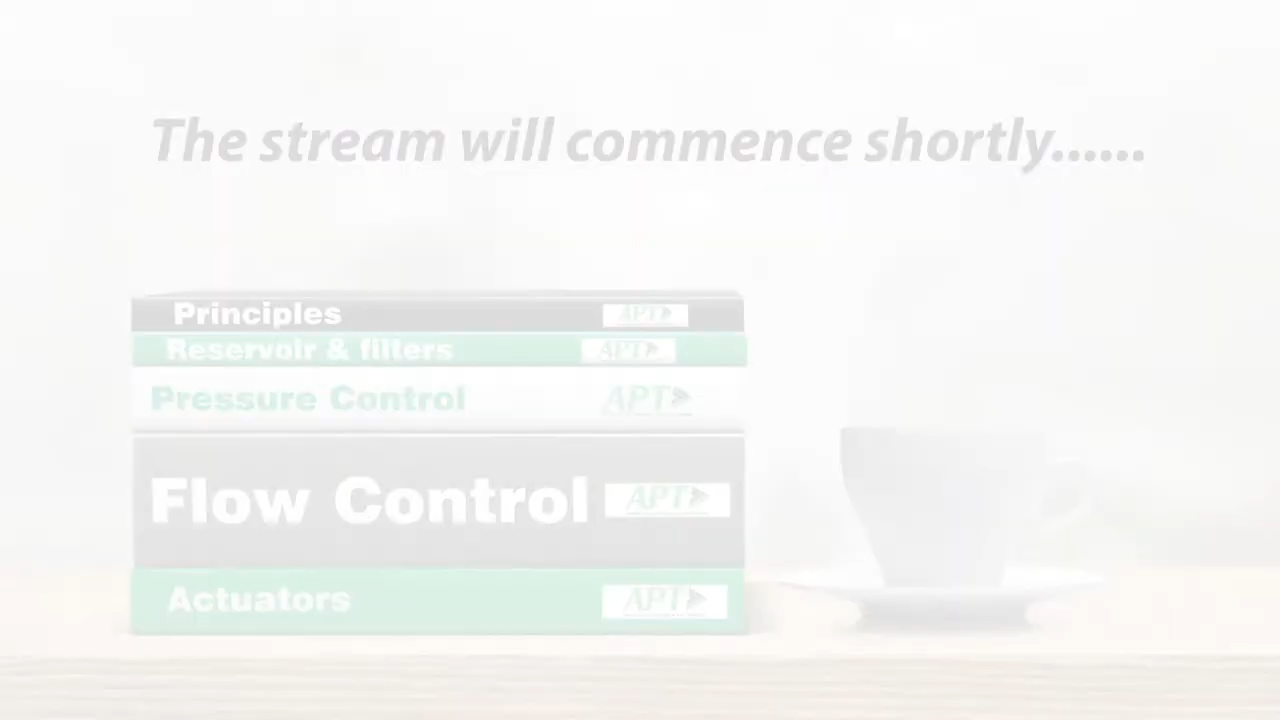 The stream will commence shortly......
Principles APT
Reservoir & filters APT
Pressure Control APT
Flow Control APT
Actuators APT